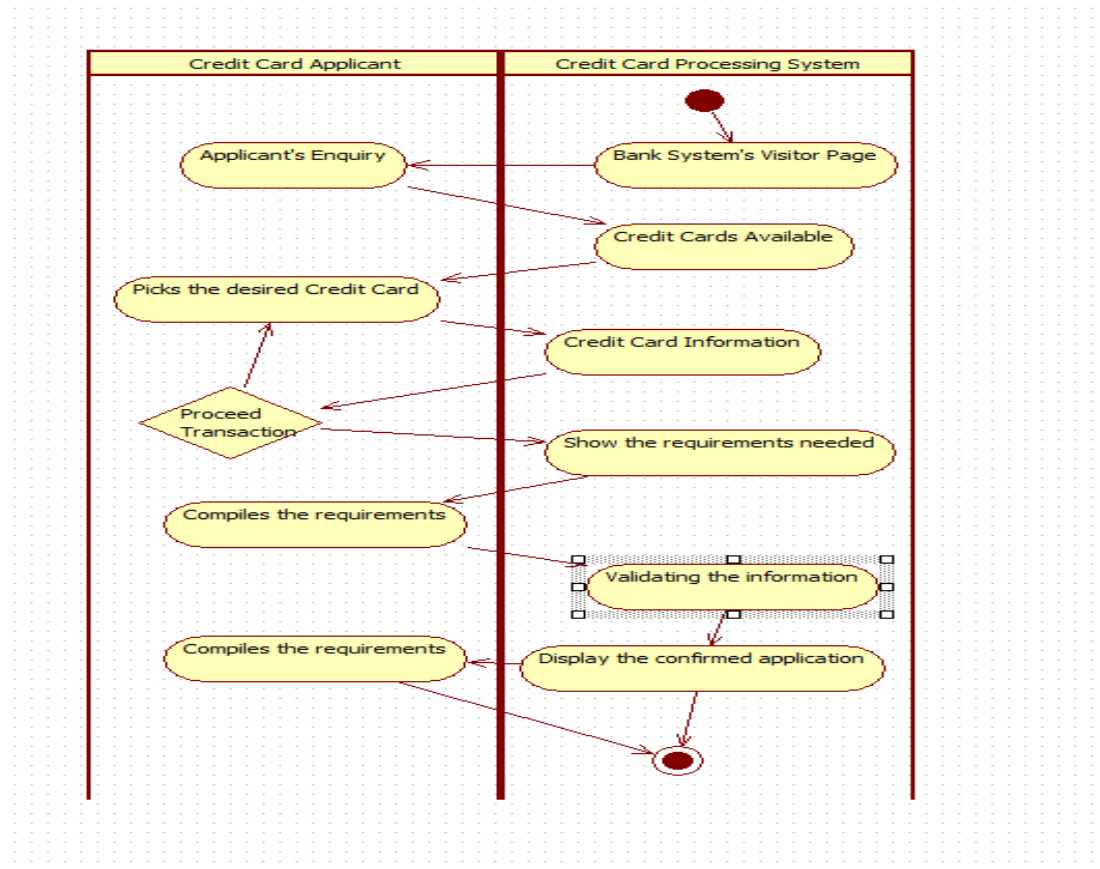 Credit Card Applicant
Credit Card Processing System
Applicant's Enquiry
Bank System's Visitor Page
Credit Cards Available
Picks the desired Credit Card
Credit Card Information
Proceed
Transaction
Show the requirements needed
Compiles the requirements
Validating the information
Compiles the requirements
Display the confirmed application